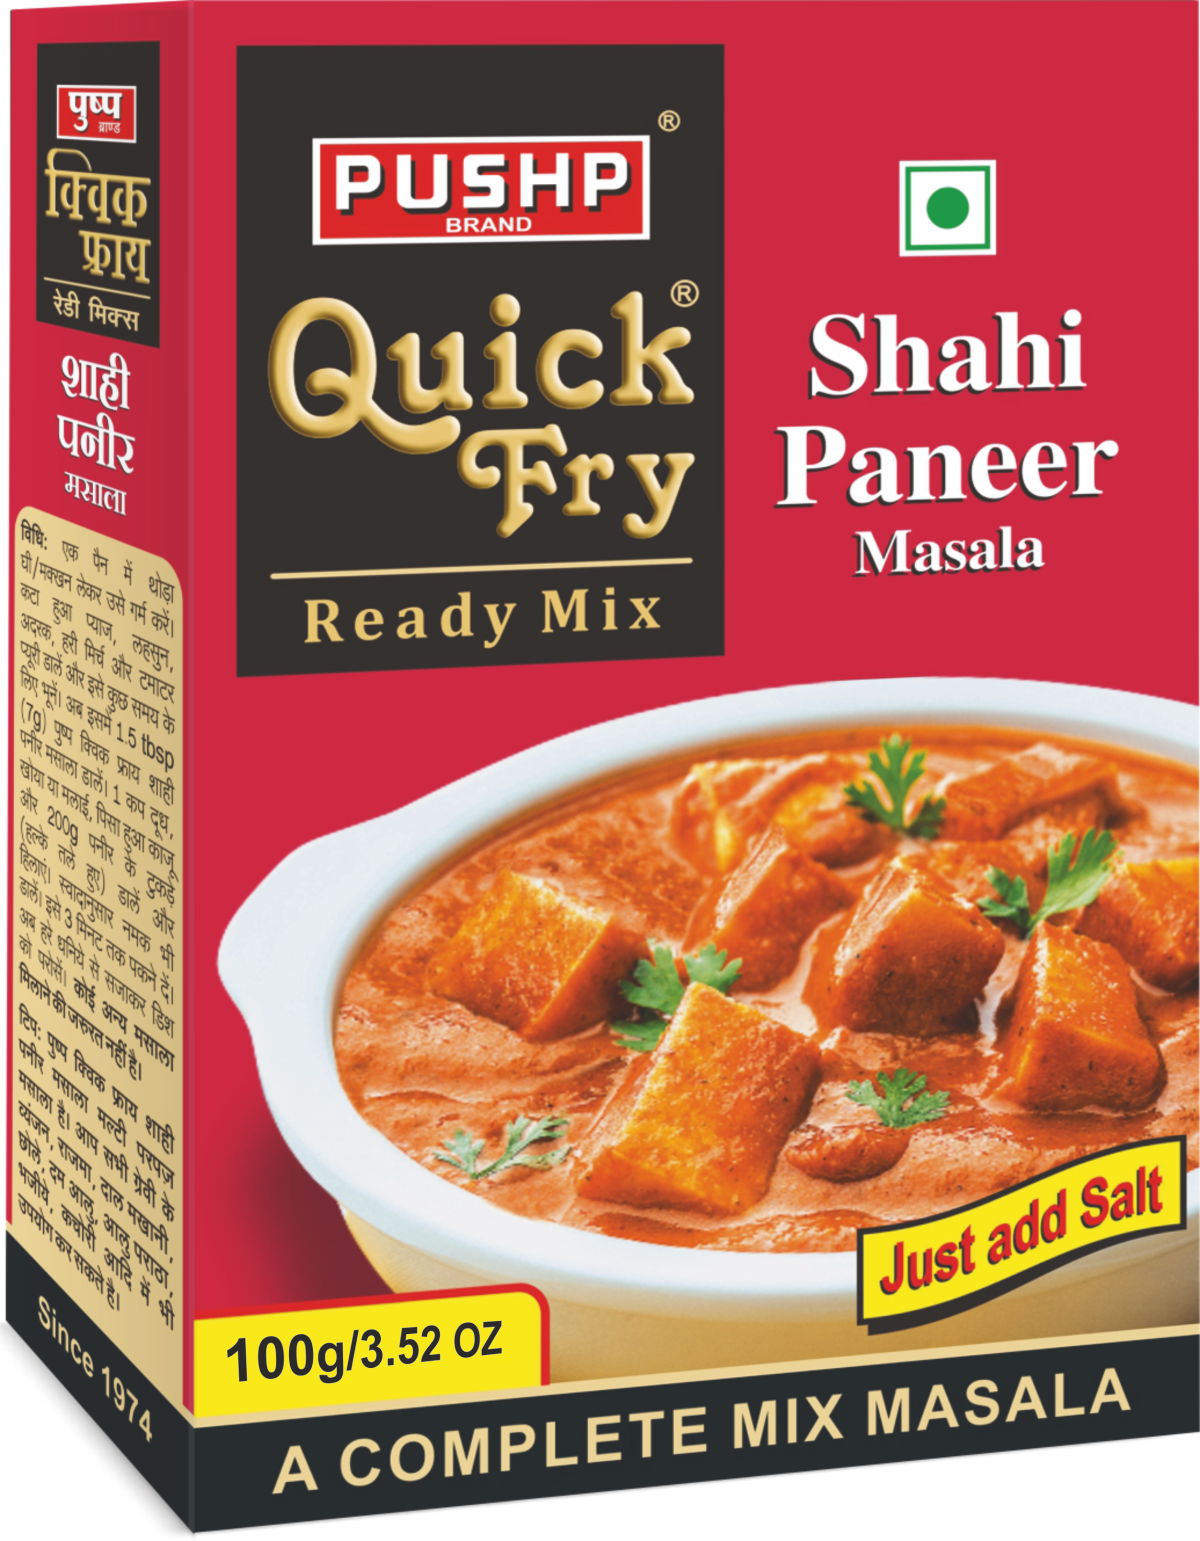 पुष्प
ब्राण्ड
क्विक
फ्राय
रेडी मिक्स
शाही
पनीर
मसाला
विधि: एक पैन में थोड़ा
घी/मक्खन लेकर उसे गर्म करें।
कटा हुआ प्याज, लहसुन,
अदरक, हरी मिर्च और टमाटर
प्यूरी डालें और इसे कुछ समय के
लिए भूनें। अब इसमें 1.5 tbsp
(7g) पुष्प क्विक फ्राय शाही
पनीर मसाला डालें। 1 कप दूध,
खोया या मलाई, पिसा हुआ काजू
और 200g पनीर के टुकड़े
(हल्के तले हुए) डालें और
हिलाएं। स्वादानुसार नमक भी
डालें। इसे 3 मिनट तक पकने दें।
अब हरे धनिये से सजाकर डिश
को परोसें। कोई अन्य मसाला
मिलाने की जरुरत नहीं है।
टिप: पुष्प क्विक फ्राय शाही
पनीर मसाला मल्टी परपज़
मसाला है। आप सभी ग्रेवी के
व्यंजन, राजमा, दाल मखानी,
छोले, दम आलू, आलु पराठा,
भजीये, कचोरी आदि में भी
उपयोग कर सकते है।
Since 1974
®
PUSHP
BRAND
Quick®
Fry
Ready Mix
Shahi
Paneer
Masala
Just add Salt
100g/3.52 OZ
A COMPLETE MIX MASALA